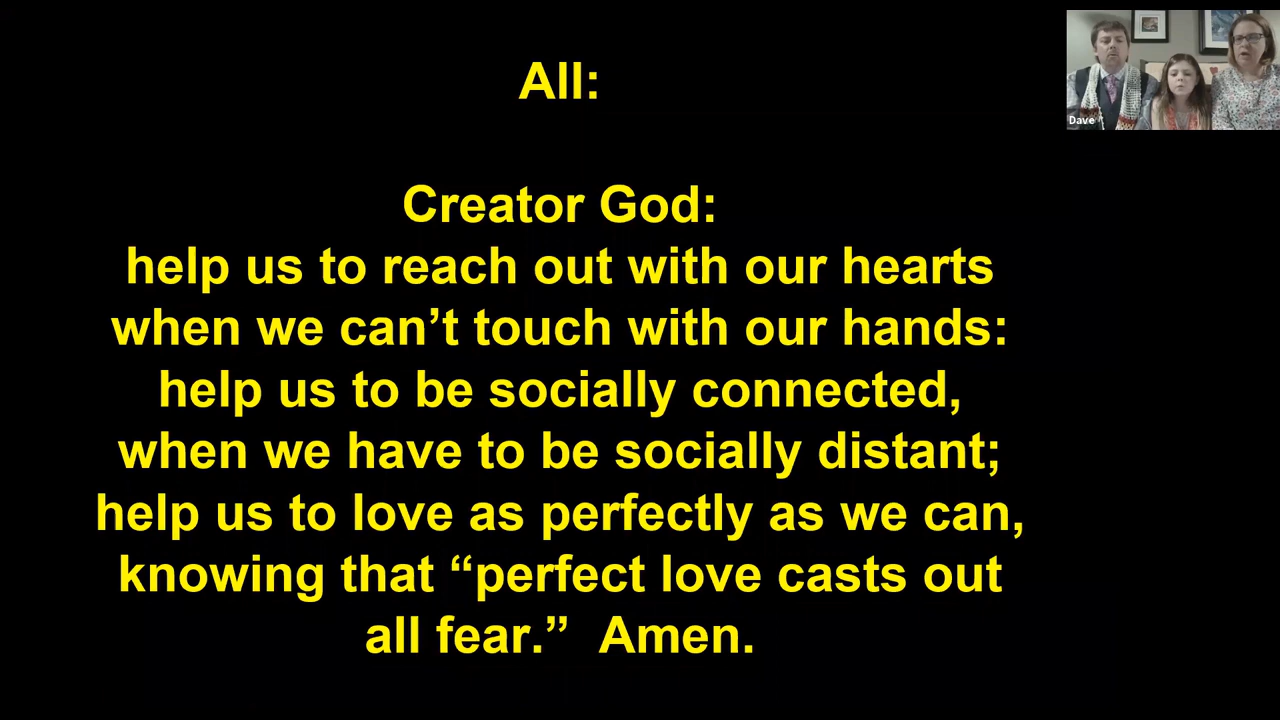 All:
Creator God:
help us to reach out with our hearts
when we can’t touch with our hands:
help us to be socially connected,
when we have to be socially distant;
help us to love as perfectly as we can,
knowing that “perfect love casts out
all fear.” Amen.
Dave